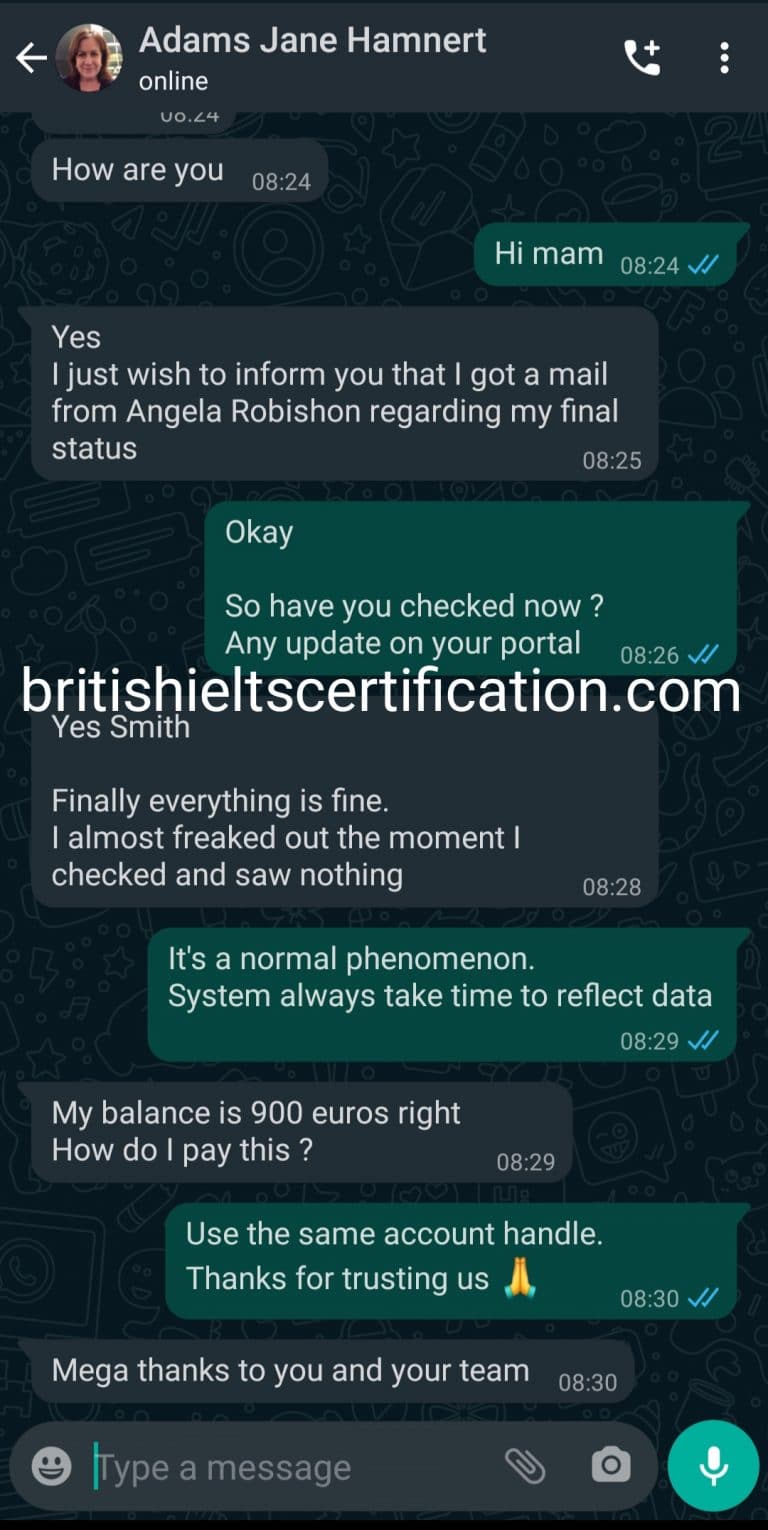 Adams Jane Hamnert
online
08:24
How are you 08:24
Hi mam 08:24
Yes
I just wish to inform you that I got a mail
from Angela Robishon regarding my final
status 08:25
Okay
So have you checked now ?
Any update on your portal 08:26
britishieltscertification.com
Yes Smith
Finally everything is fine.
I almost freaked out the moment I
checked and saw nothing 08:28
It's a normal phenomenon.
System always take time to reflect data
08:29
My balance is 900 euros right
How do I pay this ? 08:29
Use the same account handle.
Thanks for trusting us 🙏 08:30
Mega thanks to you and your team 08:30
Type a message